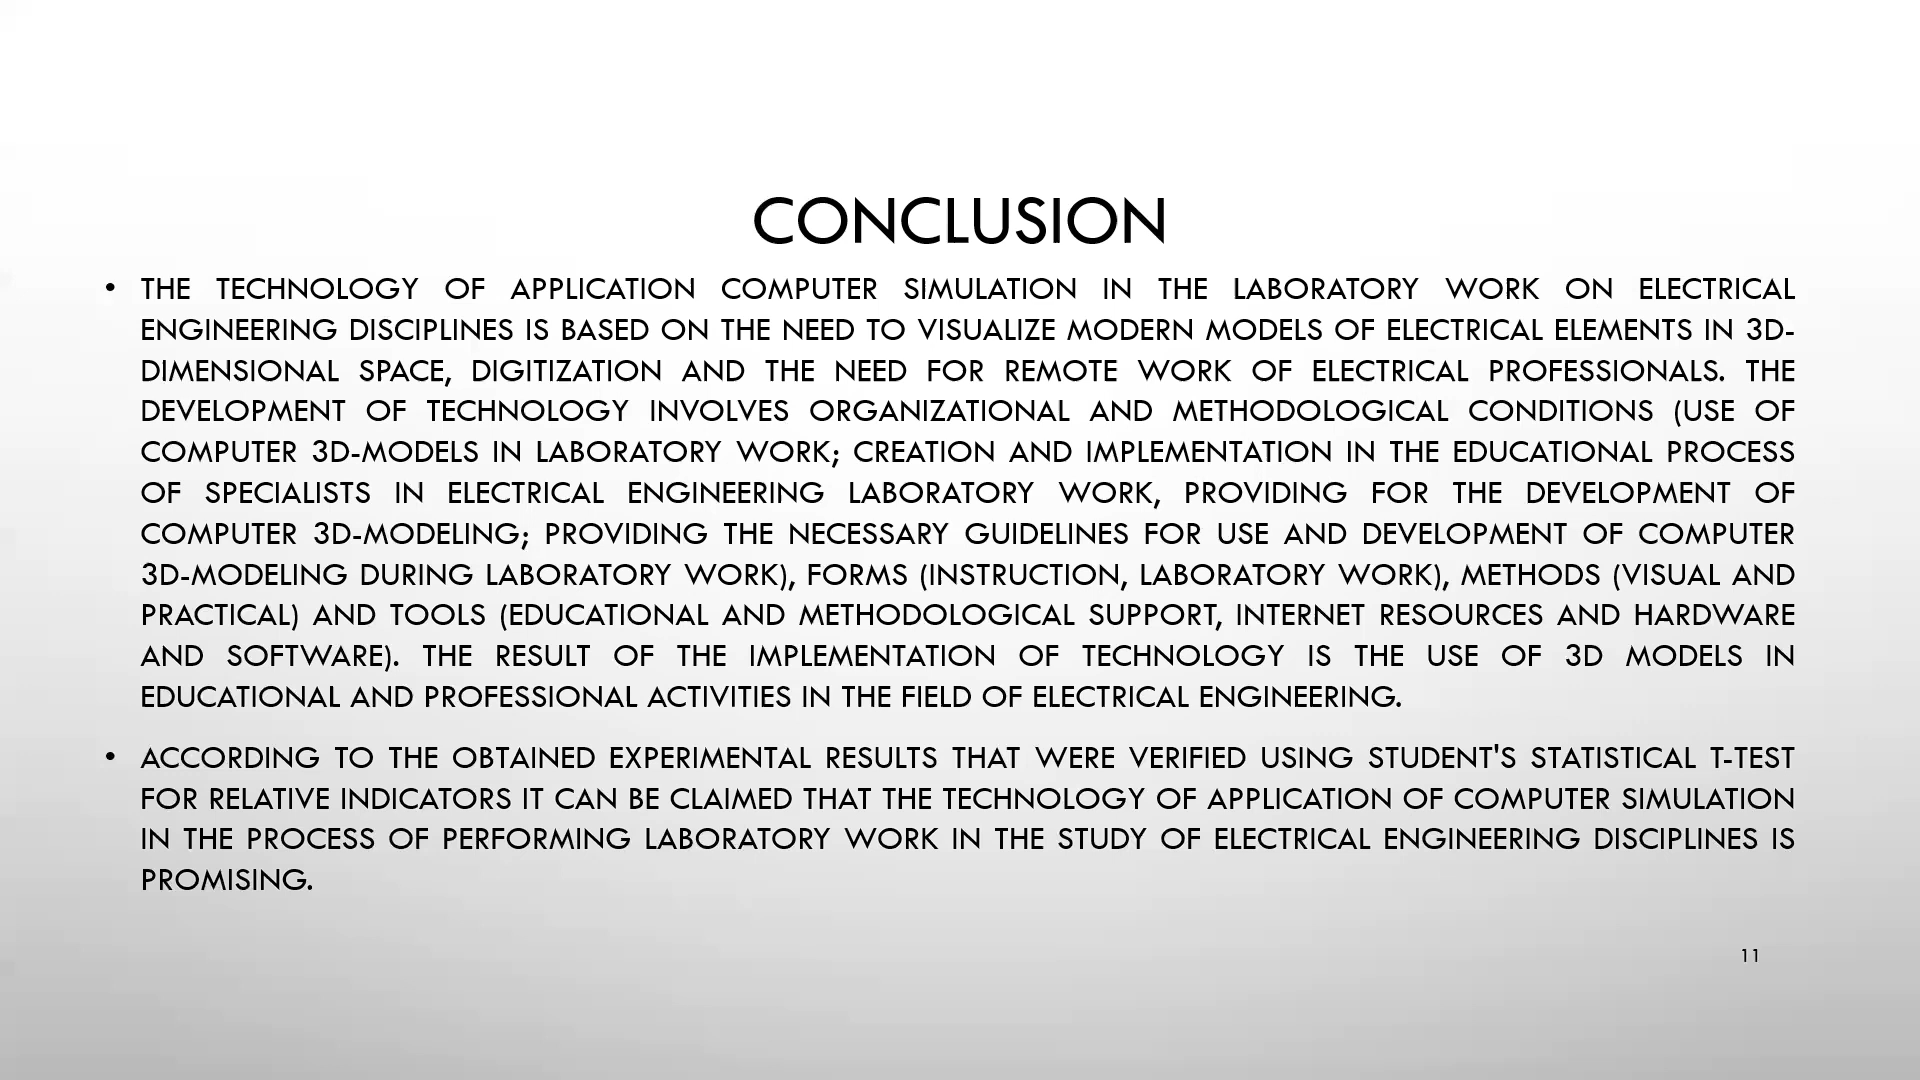 CONCLUSION
• THE TECHNOLOGY OF APPLICATION COMPUTER SIMULATION IN THE LABORATORY WORK ON ELECTRICAL
ENGINEERING DISCIPLINES IS BASED ON THE NEED TO VISUALIZE MODERN MODELS OF ELECTRICAL ELEMENTS IN 3D-
DIMENSIONAL SPACE, DIGITIZATION AND THE NEED FOR REMOTE WORK OF ELECTRICAL PROFESSIONALS. THE
DEVELOPMENT OF TECHNOLOGY INVOLVES ORGANIZATIONAL AND METHODOLOGICAL CONDITIONS (USE OF
COMPUTER 3D-MODELS IN LABORATORY WORK; CREATION AND IMPLEMENTATION IN THE EDUCATIONAL PROCESS
OF SPECIALISTS IN ELECTRICAL ENGINEERING LABORATORY WORK, PROVIDING FOR THE DEVELOPMENT OF
COMPUTER 3D-MODELING; PROVIDING THE NECESSARY GUIDELINES FOR USE AND DEVELOPMENT OF COMPUTER
3D-MODELING DURING LABORATORY WORK), FORMS (INSTRUCTION, LABORATORY WORK), METHODS (VISUAL AND
PRACTICAL) AND TOOLS (EDUCATIONAL AND METHODOLOGICAL SUPPORT, INTERNET RESOURCES AND HARDWARE
AND SOFTWARE). THE RESULT OF THE IMPLEMENTATION OF TECHNOLOGY IS THE USE OF 3D MODELS IN
EDUCATIONAL AND PROFESSIONAL ACTIVITIES IN THE FIELD OF ELECTRICAL ENGINEERING.
• ACCORDING TO THE OBTAINED EXPERIMENTAL RESULTS THAT WERE VERIFIED USING STUDENT'S STATISTICAL T-TEST
FOR RELATIVE INDICATORS IT CAN BE CLAIMED THAT THE TECHNOLOGY OF APPLICATION OF COMPUTER SIMULATION
IN THE PROCESS OF PERFORMING LABORATORY WORK IN THE STUDY OF ELECTRICAL ENGINEERING DISCIPLINES IS
PROMISING.
11